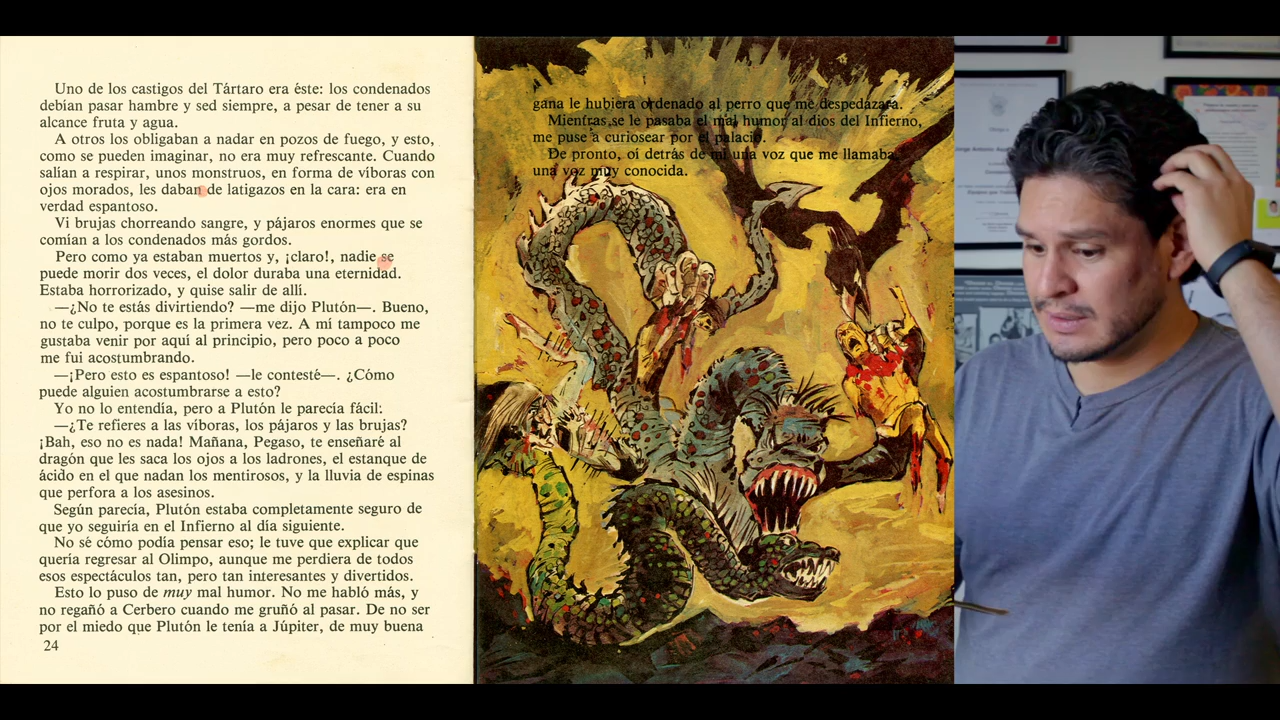 Uno de los castigos del Tártaro era éste: los condenados
debían pasar hambre y sed siempre, a pesar de tener a su
alcance fruta y agua.
A otros los obligaban a nadar en pozos de fuego, y esto,
como se pueden imaginar, no era muy refrescante. Cuando
salían a respirar, unos monstruos, en forma de víboras con
ojos morados, les daban de latigazos en la cara: era en
verdad espantoso.
Vi brujas chorreando sangre, y pájaros enormes que se
comían a los condenados más gordos.
Pero como ya estaban muertos y, ¡claro!, nadie se
puede morir dos veces, el dolor duraba una eternidad.
Estaba horrorizado, y quise salir de allí.
—¿No te estás divirtiendo? —me dijo Plutón—. Bueno,
no te culpo, porque es la primera vez. A mí tampoco me
gustaba venir por aquí al principio, pero poco a poco
me fui acostumbrando.
—¡Pero esto es espantoso! —le contesté—. ¿Cómo
puede alguien acostumbrarse a esto?
Yo no lo entendía, pero a Plutón le parecía fácil:
—¿Te refieres a las víboras, los pájaros y las brujas?
¡Bah, eso no es nada! Mañana, Pegaso, te enseñaré al
dragón que les saca los ojos a los ladrones, el estanque de
ácido en el que nadan los mentirosos, y la lluvia de espinas
que perfora a los asesinos.
Según parecía, Plutón estaba completamente seguro de
que yo seguiría en el Infierno al día siguiente.
No sé cómo podía pensar eso; le tuve que explicar que
quería regresar al Olimpo, aunque me perdiera de todos
esos espectáculos tan, pero tan interesantes y divertidos.
Esto lo puso de muy mal humor. No me habló más, y
no regañó a Cerbero cuando me gruñó al pasar. De no ser
por el miedo que Plutón le tenía a Júpiter, de muy buena
24
gana le hubiera ordenado al perro que me despedazara.
Mientras se le pasaba el mal humor al dios del Infierno,
me puse a curiosear por el palacio.
De pronto, oí detrás de mí una voz que me llamaba,
una voz muy conocida.